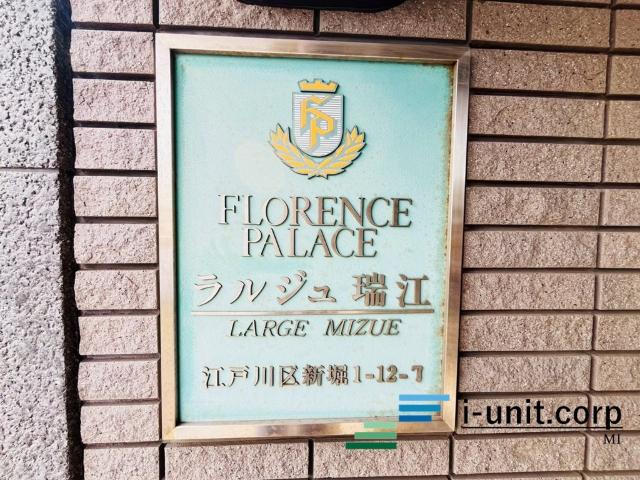 FP
FLORENCE
PALACE
ラルジュ 瑞江
LARGE MIZUE
江戸川区新堀1-12-7
i-unit.corp
MI